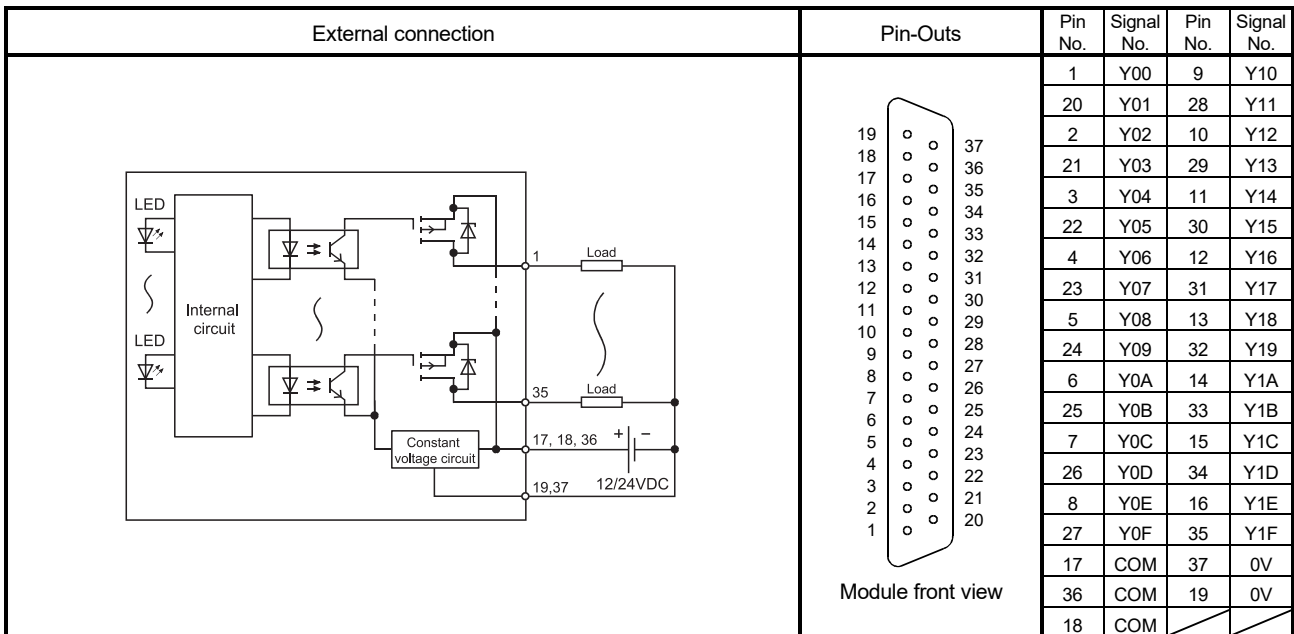 External connection
Pin-Outs
Pin No. Signal No. Pin No. Signal No.
1 Y00 9 Y10
20 Y01 28 Y11
2 Y02 10 Y12
21 Y03 29 Y13
3 Y04 11 Y14
22 Y05 30 Y15
4 Y06 12 Y16
23 Y07 31 Y17
5 Y08 13 Y18
24 Y09 32 Y19
6 Y0A 14 Y1A
25 Y0B 33 Y1B
7 Y0C 15 Y1C
26 Y0D 34 Y1D
8 Y0E 16 Y1E
27 Y0F 35 Y1F
17 COM 37 0V
36 COM 19 0V
18 COM
LED
Internal
circuit
LED
1
Load
35
Load
Constant
voltage circuit
17, 18, 36
+ −
19,37
12/24VDC
19
37
18
36
17
35
16
34
15
33
14
32
13
31
12
30
11
29
10
28
9
27
8
26
7
25
6
24
5
23
4
22
3
21
2
20
1
Module front view